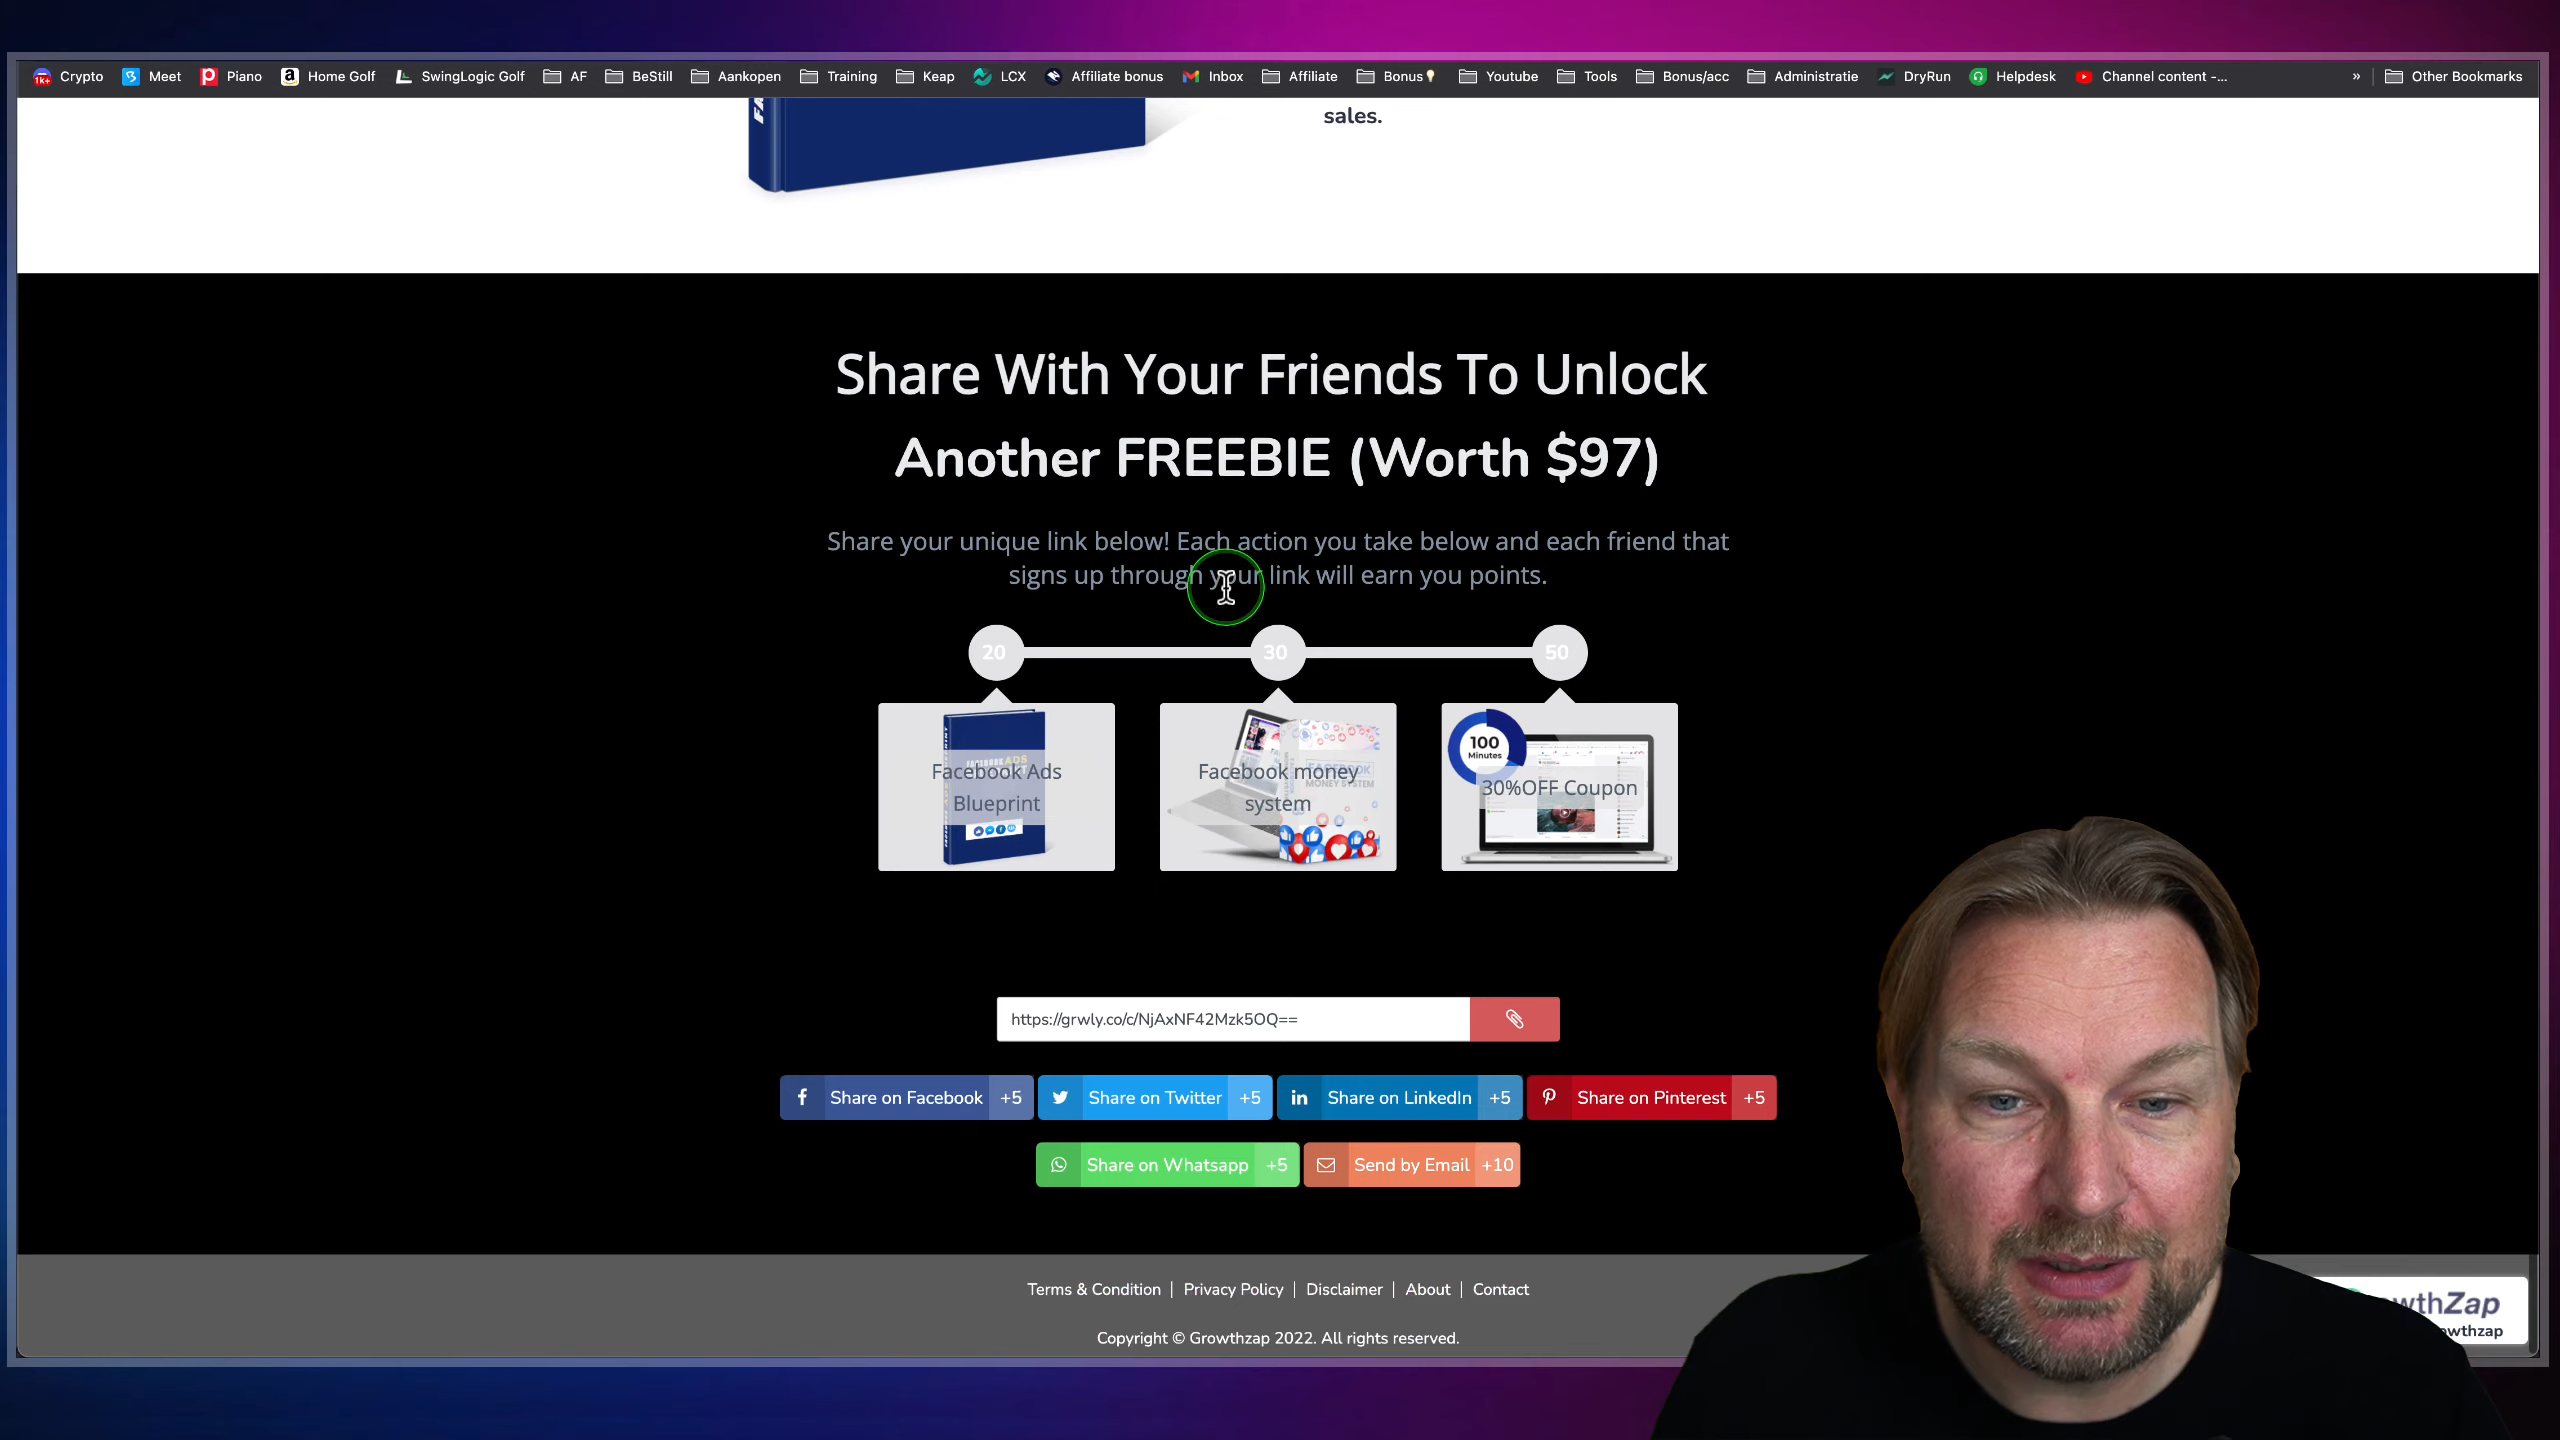 Crypto Meet Piano Home Golf SwingLogic Golf AF BeStill Aankopen Training Keap LCX Affiliate bonus Inbox Affiliate Bonus Youtube Tools Bonus/acc Administratie DryRun Helpdesk Channel content -... » Other Bookmarks
sales.
Share With Your Friends To Unlock
Another FREEBIE (Worth $97)
Share your unique link below! Each action you take below and each friend that
signs up through your link will earn you points.
20 30 50
Facebook Ads
Blueprint
Facebook money
system
FACEBOOK
MONEY SYSTEM
100
Minutes
30%OFF Coupon
https://grwly.co/c/NjAxNF42Mzk5OQ==
Share on Facebook +5 Share on Twitter +5 Share on LinkedIn +5 Share on Pinterest +5
Share on Whatsapp +5 Send by Email +10
Terms & Condition | Privacy Policy | Disclaimer | About | Contact
Copyright © Growthzap 2022. All rights reserved.
wthZap
owthzap